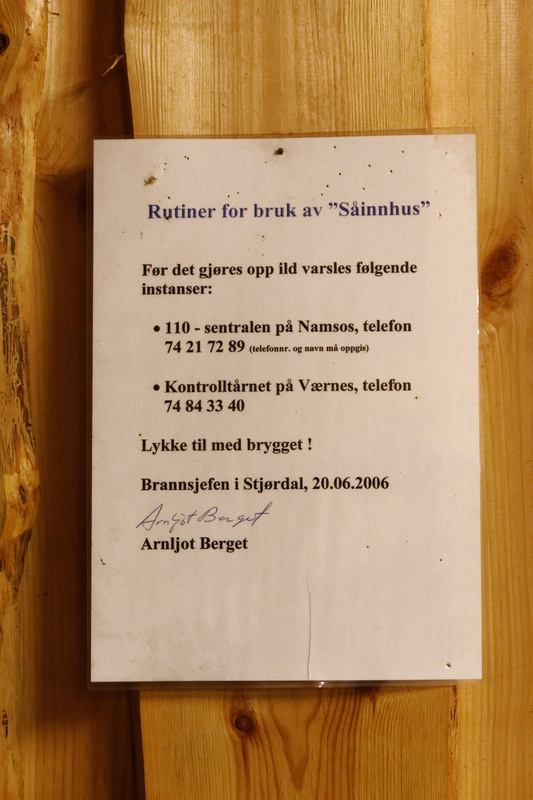 Rutiner for bruk av ”Såinnhus”
Før det gjøres opp ild varsles følgende
instanser:
• 110 - sentralen på Namsos, telefon
74 21 72 89 (telefonnr. og navn må oppgis)
• Kontrolltårnet på Værnes, telefon
74 84 33 40
Lykke til med brygget !
Brannsjefen i Stjørdal, 20.06.2006
Arnljot Berget
Arnljot Berget